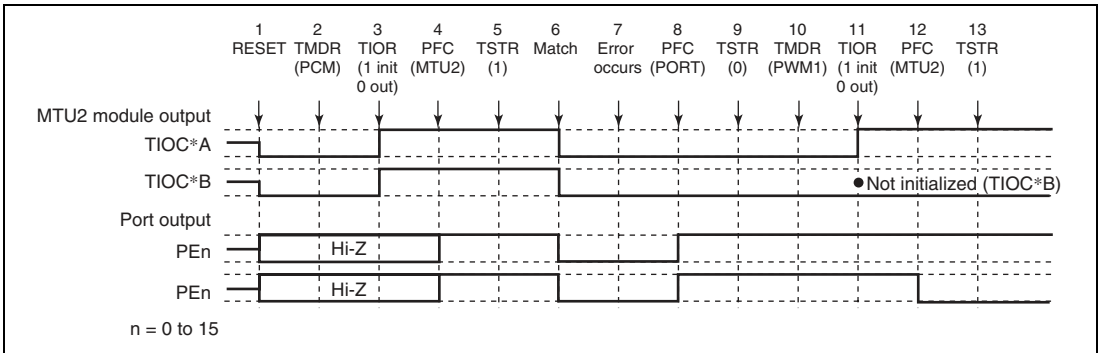 1 2 3 4 5 6 7 8 9 10 11 12 13
RESET TMDR TIOR PFC TSTR Match Error PFC TSTR TMDR TIOR PFC TSTR
(PCM) (1 init (MTU2) (1) occurs (PORT) (0) (PWM1) (1 init (MTU2) (1)
0 out) 0 out)
MTU2 module output
TIOC*A
TIOC*B
Not initialized (TIOC*B)
Port output
PEn
Hi-Z
PEn
Hi-Z
n = 0 to 15